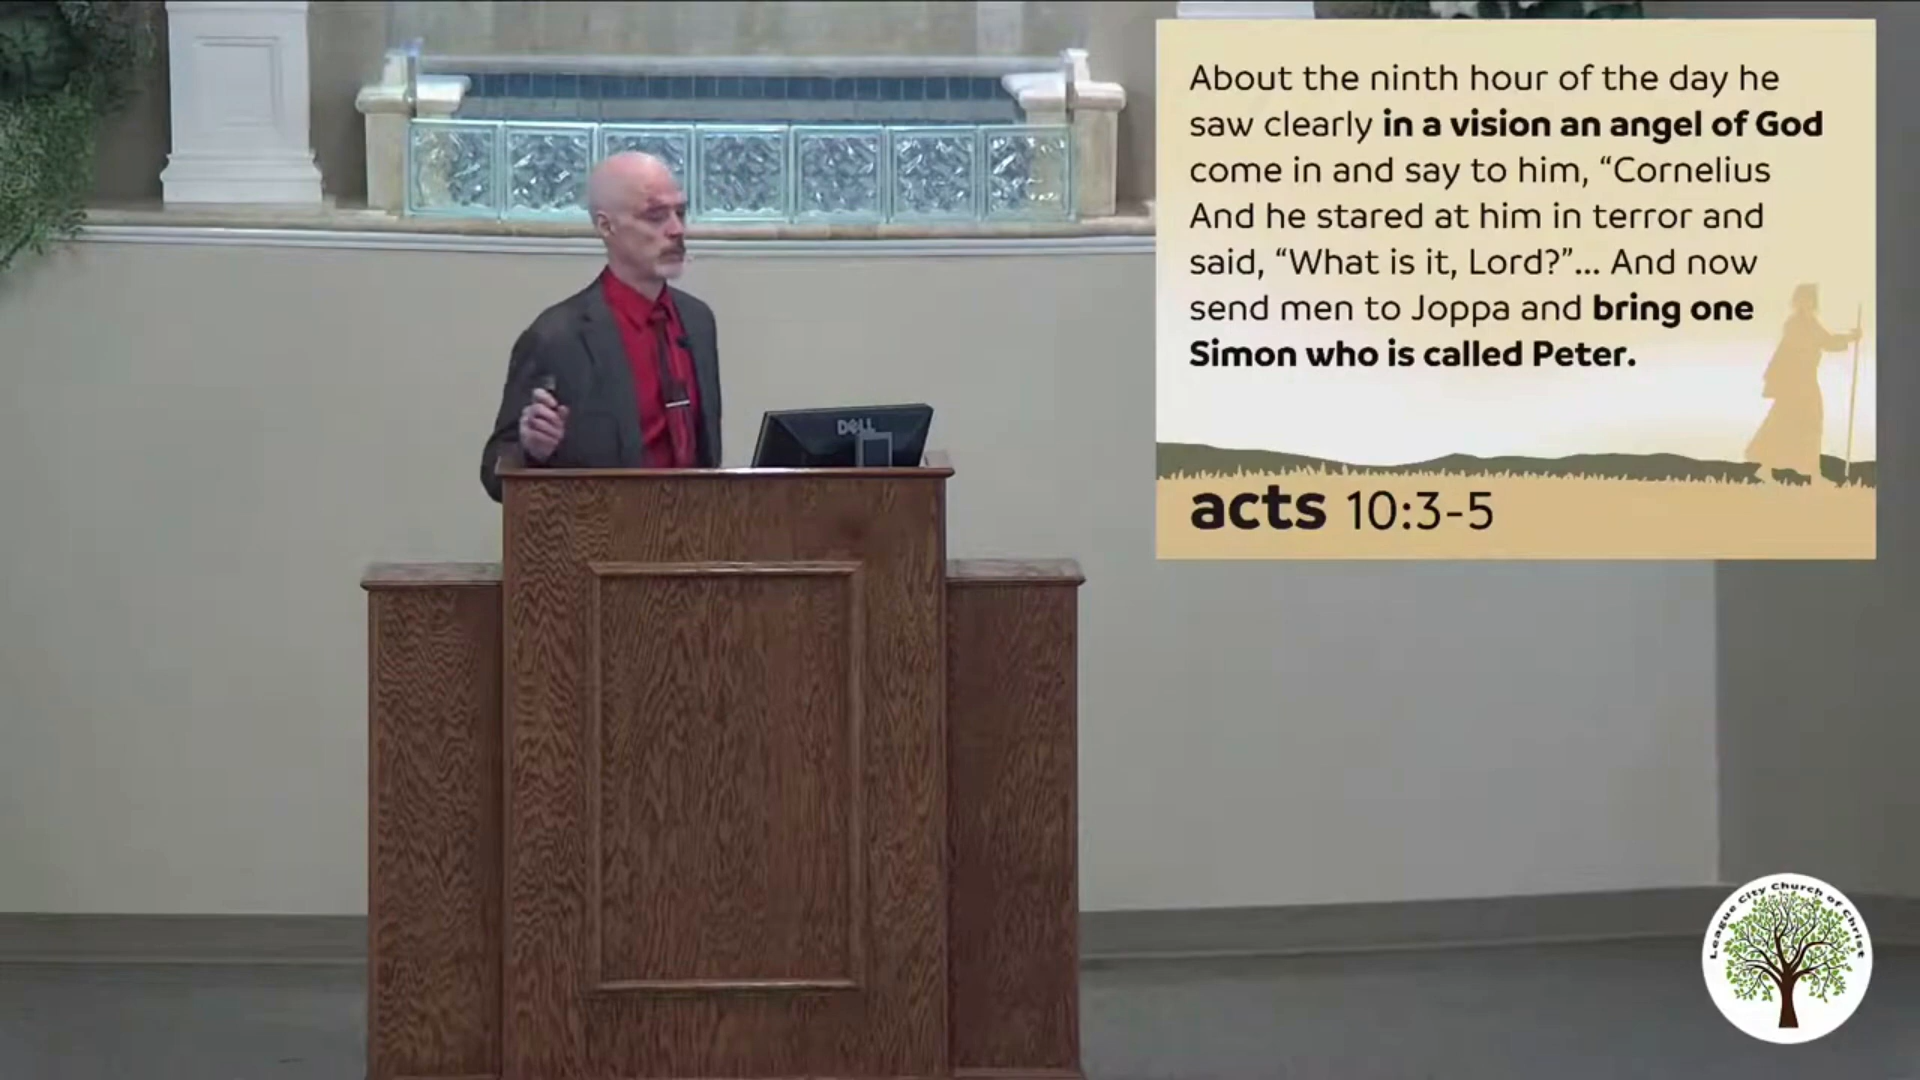 About the ninth hour of the day he
saw clearly in a vision an angel of God
come in and say to him, “Cornelius
And he stared at him in terror and
said, “What is it, Lord?”... And now
send men to Joppa and bring one
Simon who is called Peter.
acts 10:3-5
DELL
League City Church of Christ